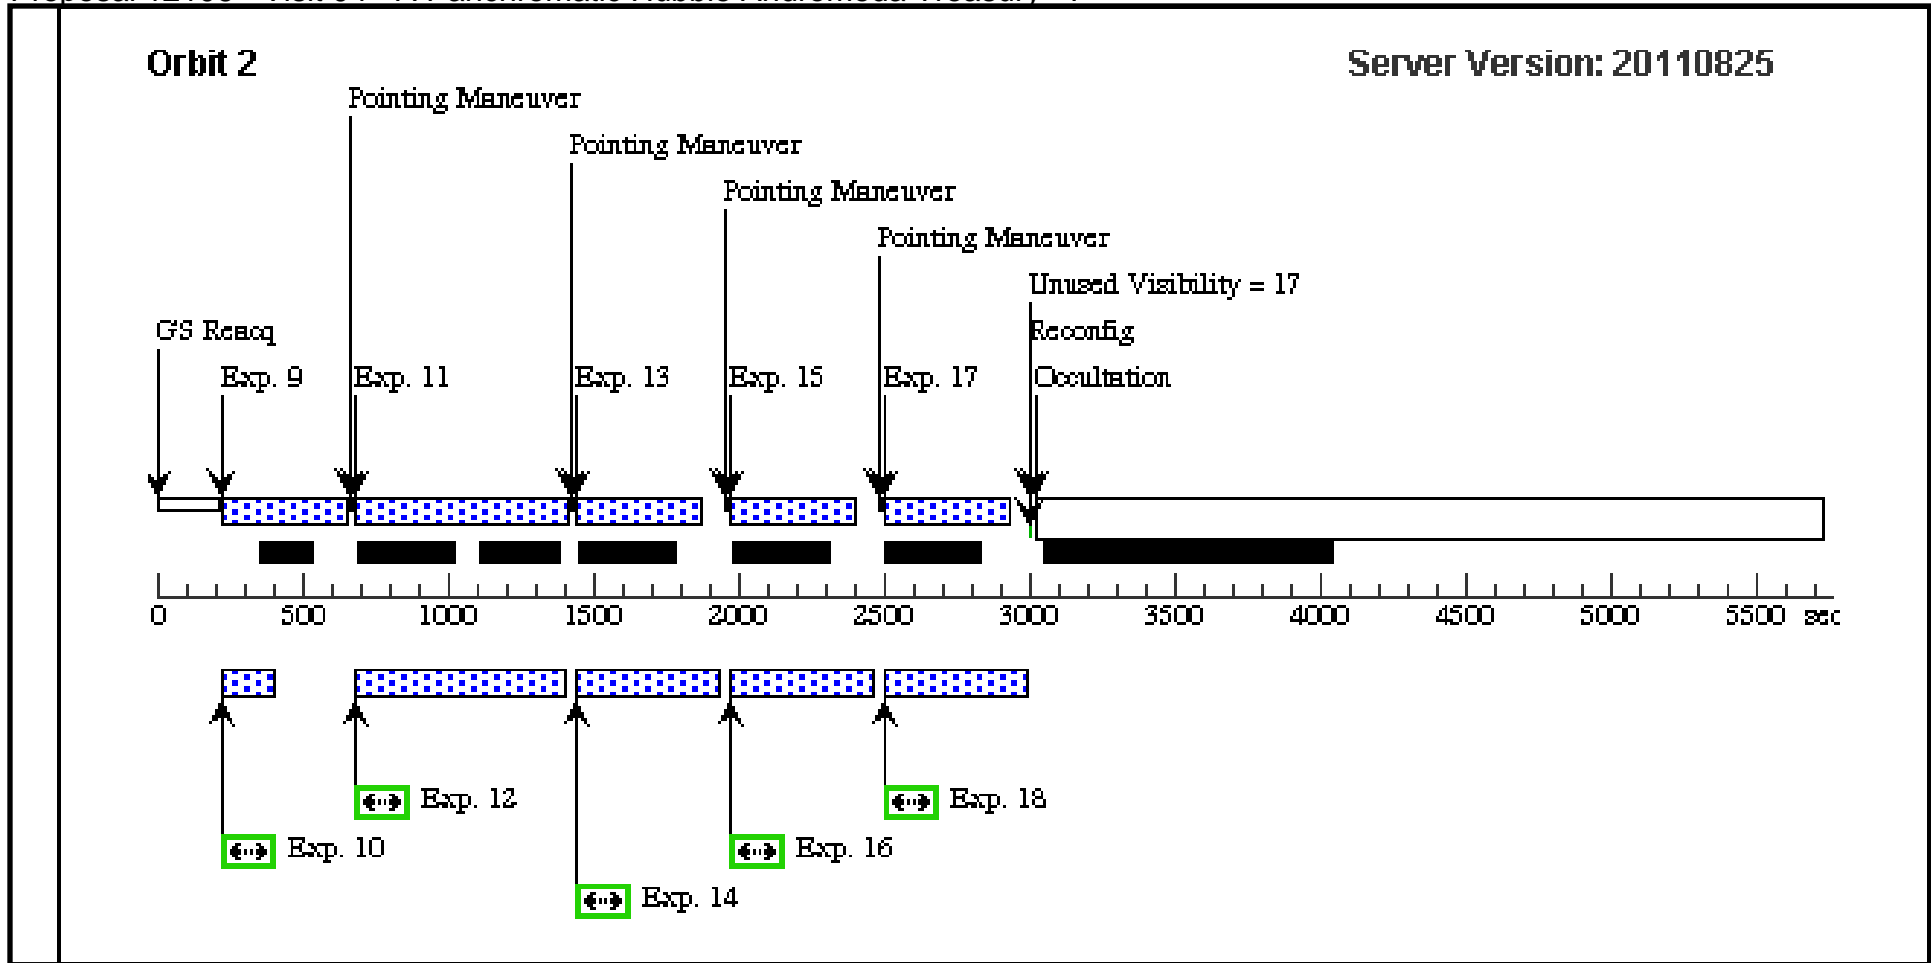 Orbit 2
Server Version: 20110825
Pointing Maneuver
Pointing Maneuver
Pointing Maneuver
Pointing Maneuver
Unused Visibility = 17
GS Reacq
Reconfig
Exp. 9
Exp. 11
Exp. 13
Exp. 15
Exp. 17
Occultation
0 500 1000 1500 2000 2500 3000 3500 4000 4500 5000 5500 sec
Exp. 12
Exp. 18
Exp. 10
Exp. 16
Exp. 14